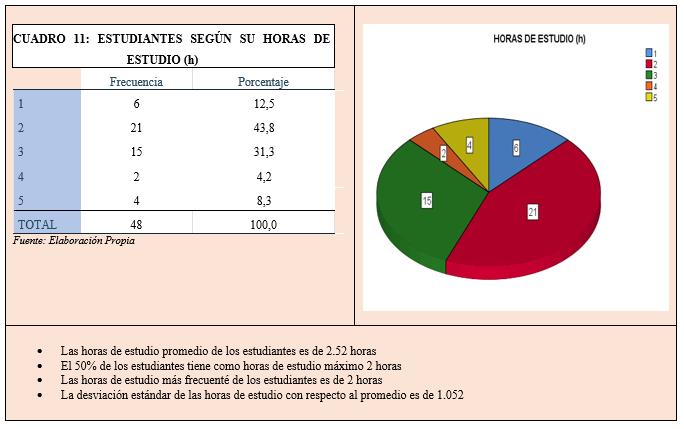 CUADRO 11: ESTUDIANTES SEGÚN SU HORAS DE
ESTUDIO (h)
Frecuencia Porcentaje
1 6 12,5
2 21 43,8
3 15 31,3
4 2 4,2
5 4 8,3
TOTAL 48 100,0
Fuente: Elaboración Propia
HORAS DE ESTUDIO (h)
1
2
3
4
5
6
21
15
2
4
• Las horas de estudio promedio de los estudiantes es de 2.52 horas
• El 50% de los estudiantes tiene como horas de estudio máximo 2 horas
• Las horas de estudio más frecuenté de los estudiantes es de 2 horas
• La desviación estándar de las horas de estudio con respecto al promedio es de 1.052